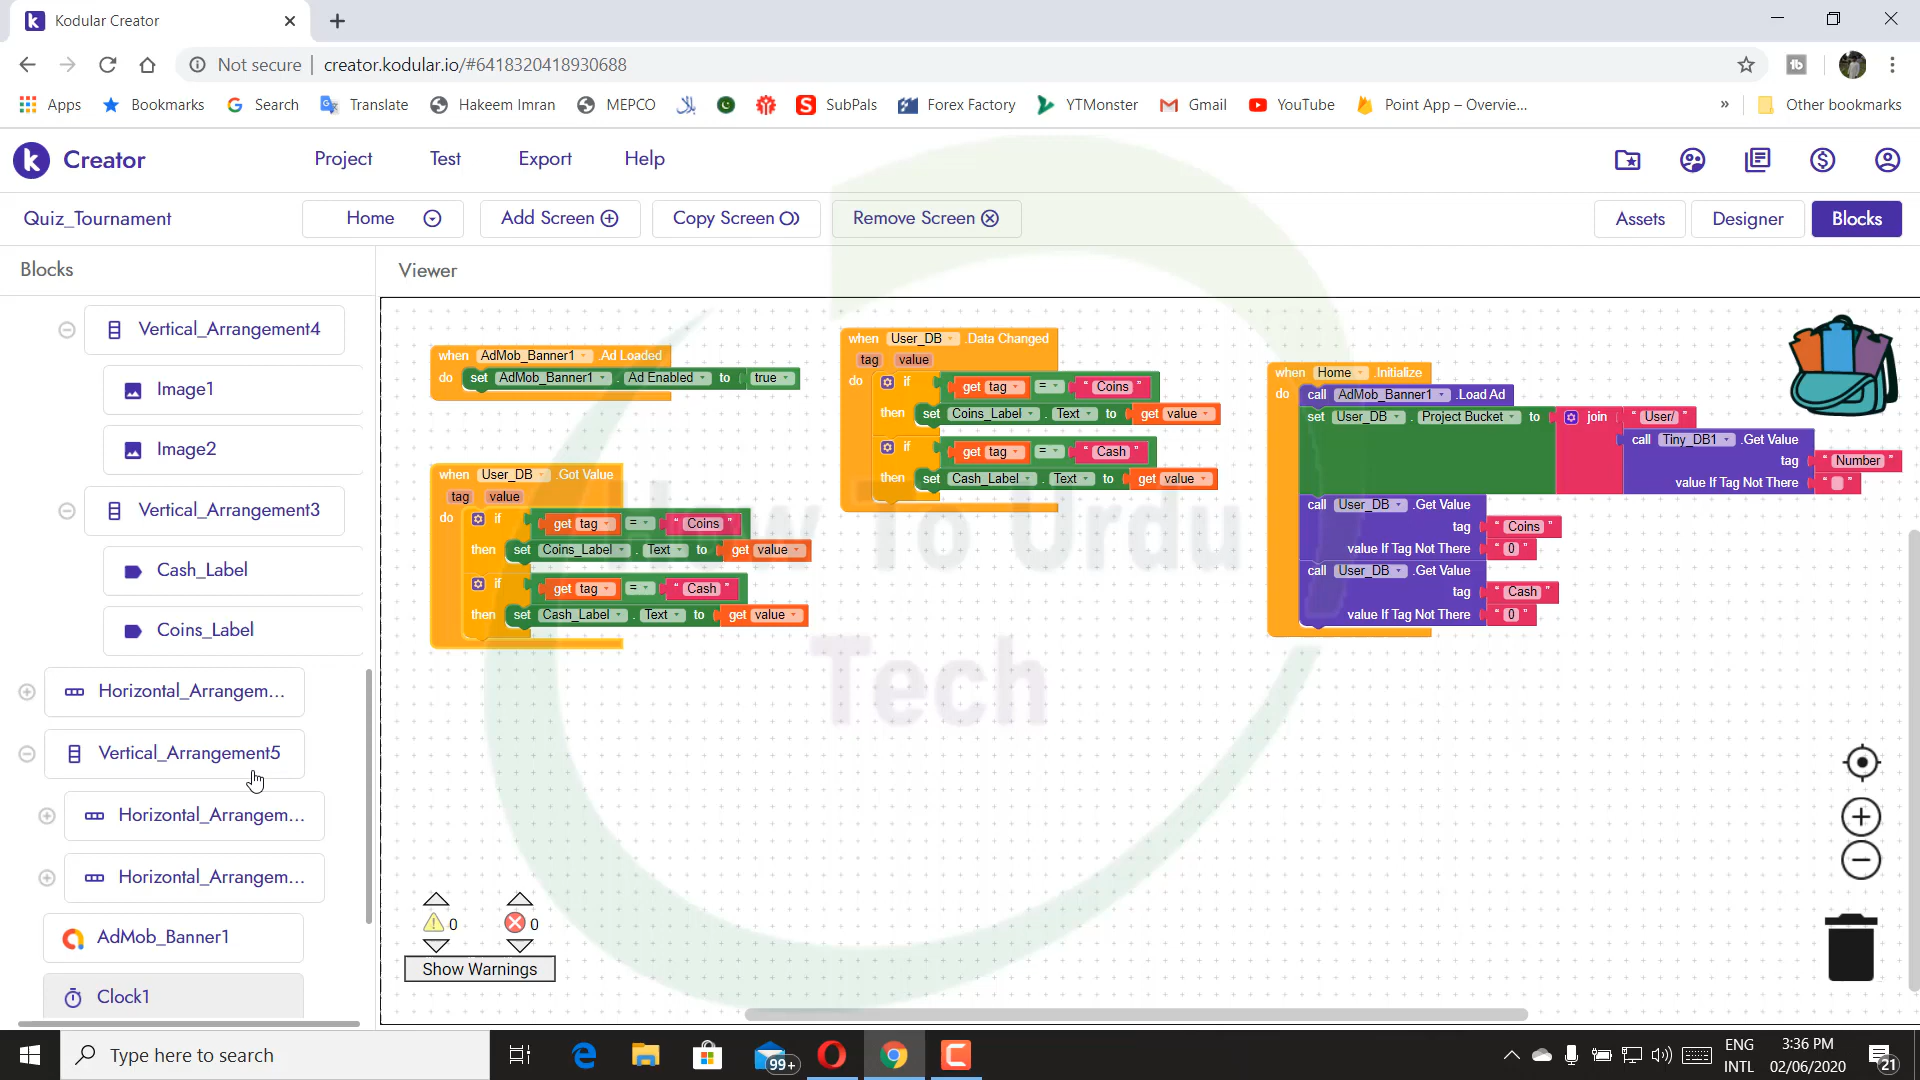 Kodular Creator
Not secure
creator.kodular.io/#6418320418930688
Apps
Bookmarks
Search
Translate
Hakeem Imran
MEPCO
SubPals
Forex Factory
YTMonster
Gmail
YouTube
Point App – Overvie...
»
Other bookmarks
Creator
Project
Test
Export
Help
Quiz_Tournament
Home
Add Screen
Copy Screen
Remove Screen
Assets
Designer
Blocks
Blocks
Viewer
Vertical_Arrangement4
Image1
Image2
Vertical_Arrangement3
Cash_Label
Coins_Label
Horizontal_Arrangem...
Vertical_Arrangement5
Horizontal_Arrangem...
Horizontal_Arrangem...
AdMob_Banner1
Clock1
when AdMob_Banner1 .Ad Loaded
do set AdMob_Banner1 . Ad Enabled to true
when User_DB .Got Value
tag value
do if get tag = " Coins "
then set Coins_Label . Text to get value
if get tag = " Cash "
then set Cash_Label . Text to get value
when User_DB .Data Changed
tag value
do if get tag = " Coins "
then set Coins_Label . Text to get value
if get tag = " Cash "
then set Cash_Label . Text to get value
when Home .Initialize
do call AdMob_Banner1 .Load Ad
set User_DB . Project Bucket to join " User/ "
call Tiny_DB1 .Get Value
tag " Number "
value If Tag Not There " "
call User_DB .Get Value
tag " Coins "
value If Tag Not There " 0 "
call User_DB .Get Value
tag " Cash "
value If Tag Not There " 0 "
How To Urdu
Tech
0
0
Show Warnings
Type here to search
99+
ENG
INTL
3:36 PM
02/06/2020
21